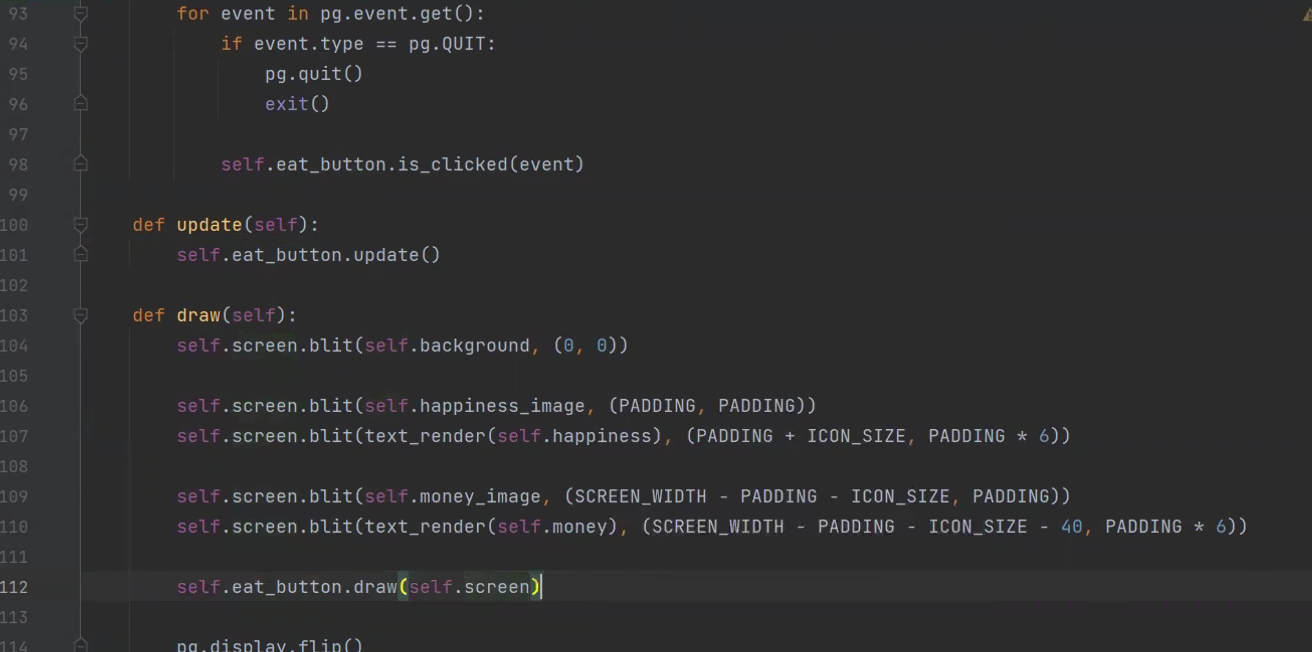 93 for event in pg.event.get():
94 if event.type == pg.QUIT:
95 pg.quit()
96 exit()
97
98 self.eat_button.is_clicked(event)
99
100 def update(self):
101 self.eat_button.update()
102
103 def draw(self):
104 self.screen.blit(self.background, (0, 0))
105
106 self.screen.blit(self.happiness_image, (PADDING, PADDING))
107 self.screen.blit(text_render(self.happiness), (PADDING + ICON_SIZE, PADDING * 6))
108
109 self.screen.blit(self.money_image, (SCREEN_WIDTH - PADDING - ICON_SIZE, PADDING))
110 self.screen.blit(text_render(self.money), (SCREEN_WIDTH - PADDING - ICON_SIZE - 40, PADDING * 6))
111
112 self.eat_button.draw(self.screen)
113
114 pg.display.flip()